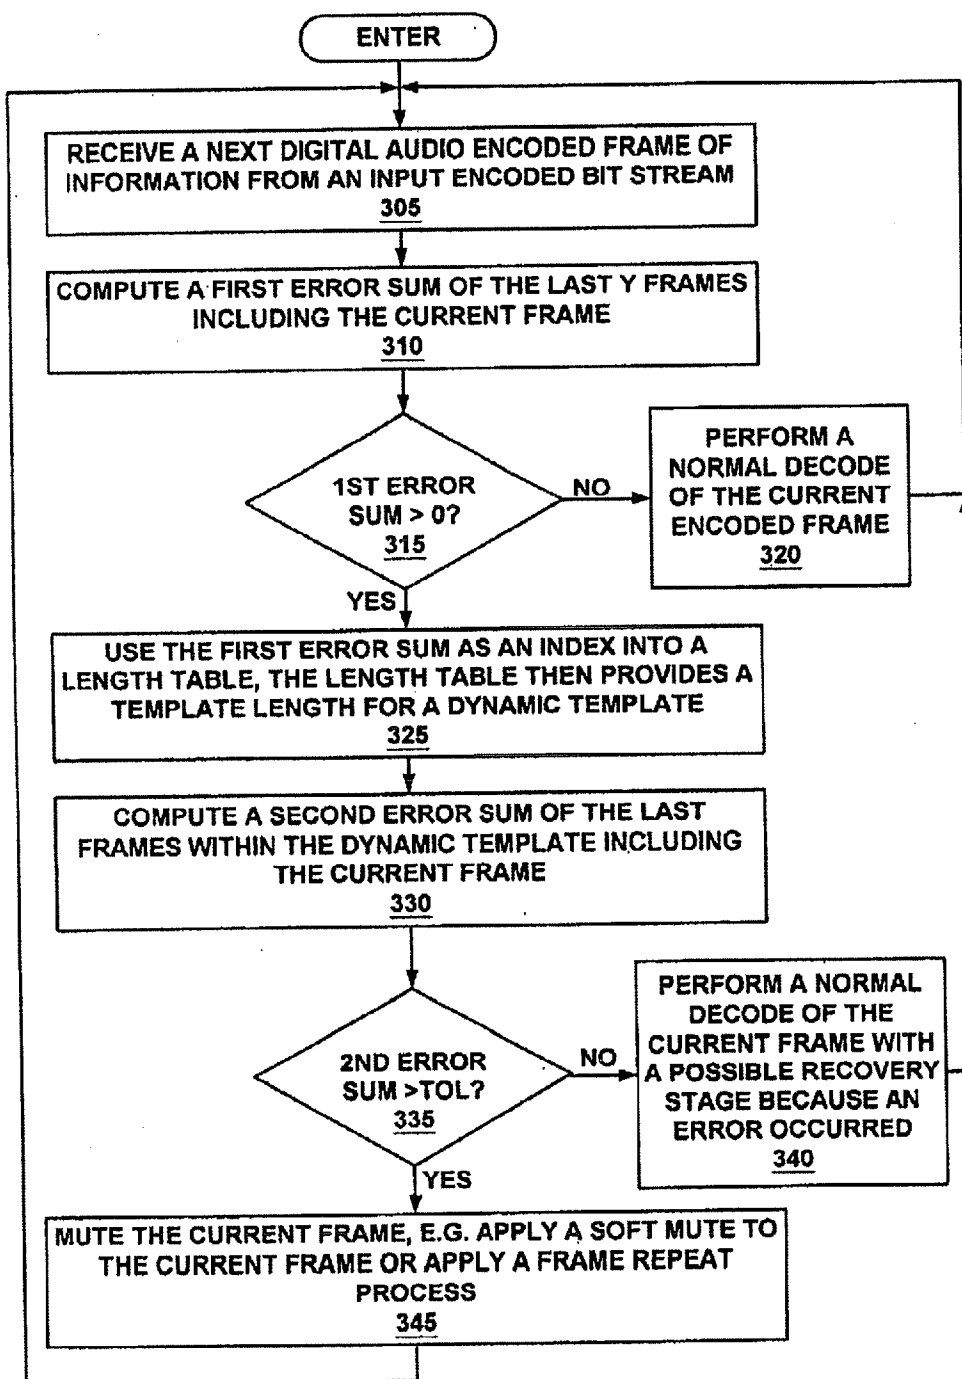 ENTER
RECEIVE A NEXT DIGITAL AUDIO ENCODED FRAME OF
INFORMATION FROM AN INPUT ENCODED BIT STREAM
305
COMPUTE A FIRST ERROR SUM OF THE LAST Y FRAMES
INCLUDING THE CURRENT FRAME
310
1ST ERROR
SUM > 0?
315
NO
PERFORM A
NORMAL DECODE
OF THE CURRENT
ENCODED FRAME
320
YES
USE THE FIRST ERROR SUM AS AN INDEX INTO A
LENGTH TABLE, THE LENGTH TABLE THEN PROVIDES A
TEMPLATE LENGTH FOR A DYNAMIC TEMPLATE
325
COMPUTE A SECOND ERROR SUM OF THE LAST
FRAMES WITHIN THE DYNAMIC TEMPLATE INCLUDING
THE CURRENT FRAME
330
2ND ERROR
SUM >TOL?
335
NO
PERFORM A NORMAL
DECODE OF THE
CURRENT FRAME WITH
A POSSIBLE RECOVERY
STAGE BECAUSE AN
ERROR OCCURRED
340
YES
MUTE THE CURRENT FRAME, E.G. APPLY A SOFT MUTE TO
THE CURRENT FRAME OR APPLY A FRAME REPEAT
PROCESS
345